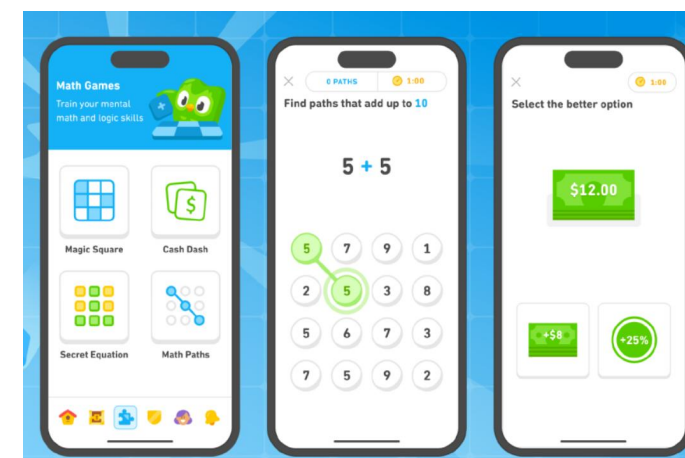 Math Games
Train your mental
math and logic skills
$
Magic Square
Cash Dash
Secret Equation
Math Paths
0 PATHS
1:00
Find paths that add up to 10
5 + 5
5 7 9 1
2 5 3 8
5 6 7 3
7 5 9 2
1:00
Select the better option
$12.00
+$8
+25%